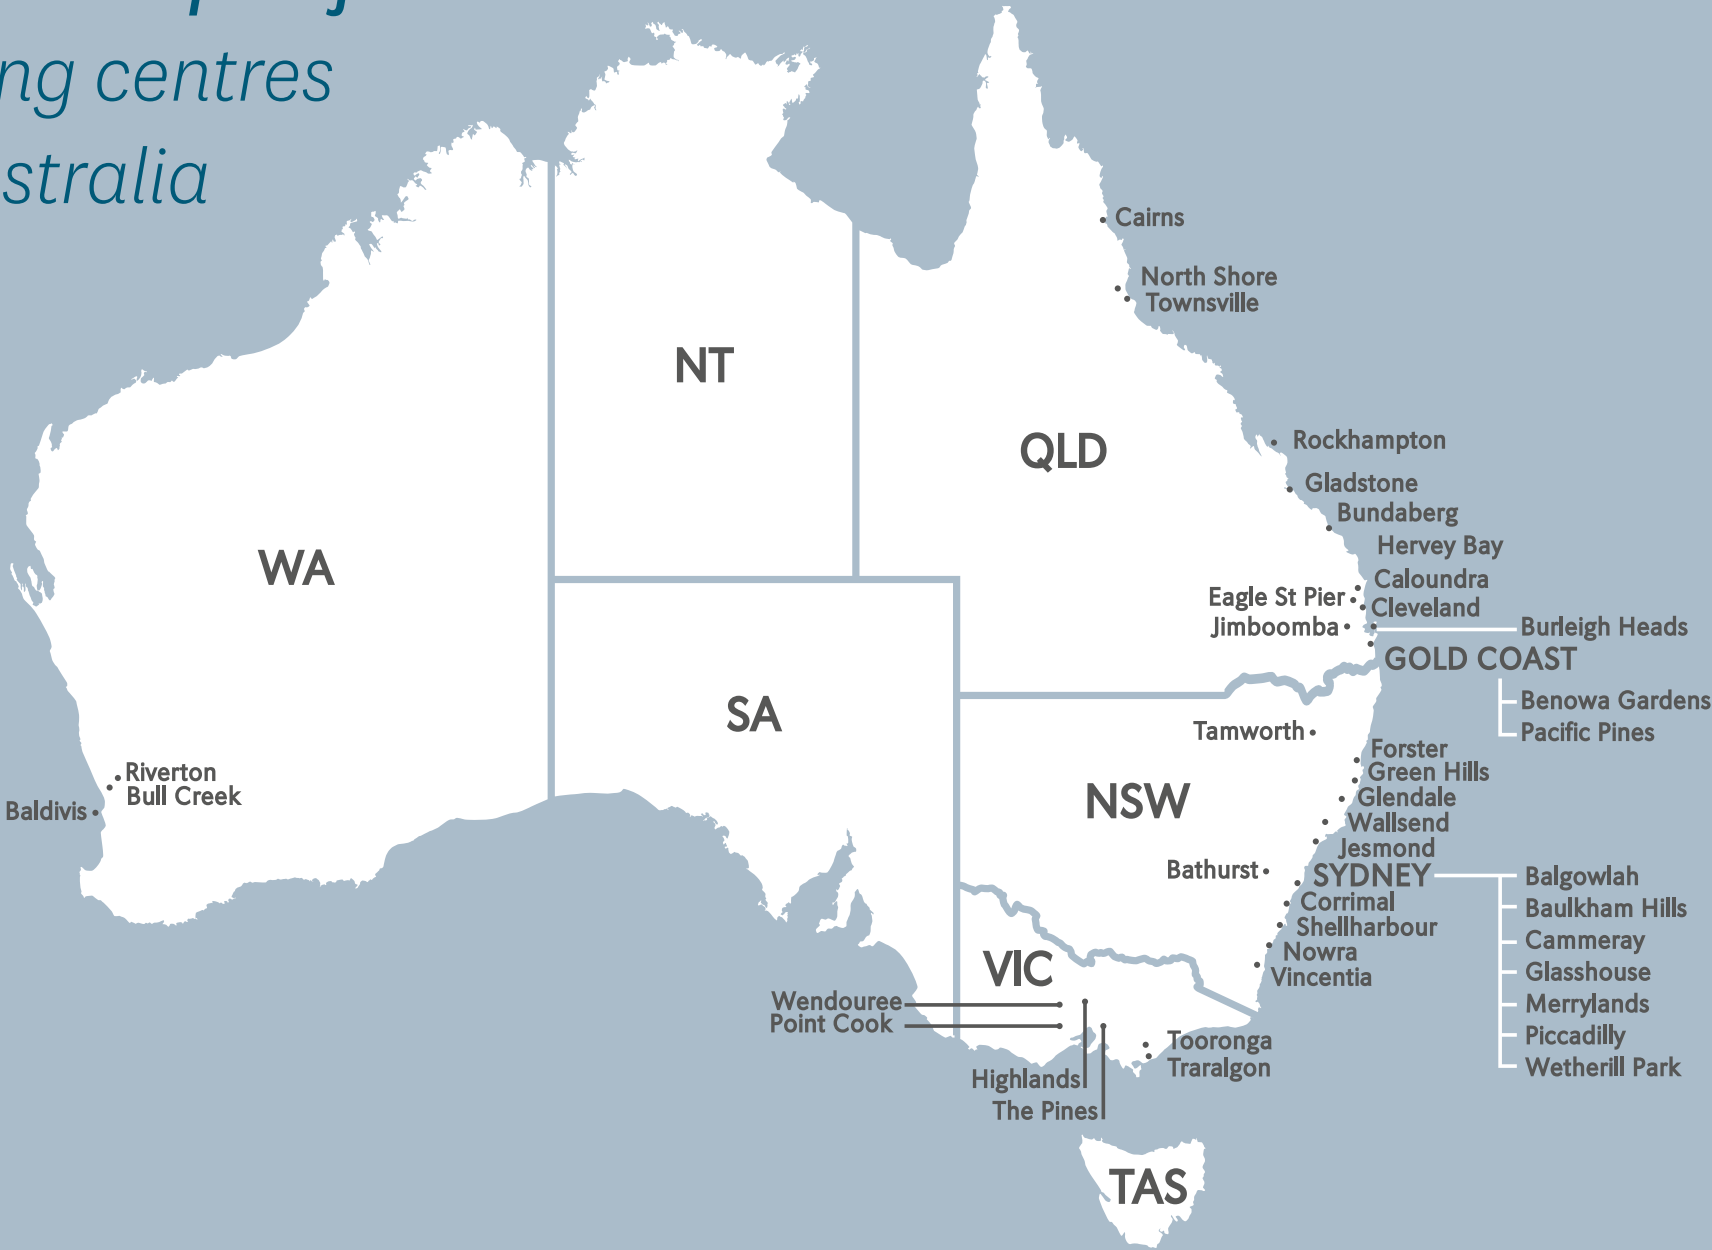 ng centres
stralia
Cairns
North Shore
Townsville
NT
QLD
Rockhampton
Gladstone
Bundaberg
Hervey Bay
WA
Caloundra
Eagle St Pier
Cleveland
Jimboomba
Burleigh Heads
GOLD COAST
Benowa Gardens
Pacific Pines
SA
Tamworth
Forster
Green Hills
Glendale
Wallsend
Jesmond
NSW
Riverton
Bull Creek
Baldivis
Bathurst
SYDNEY
Balgowlah
Baulkham Hills
Cammeray
Glasshouse
Merrylands
Piccadilly
Wetherill Park
Corrimal
Shellharbour
Nowra
Vincentia
VIC
Wendouree
Point Cook
Tooronga
Traralgon
Highlands
The Pines
TAS